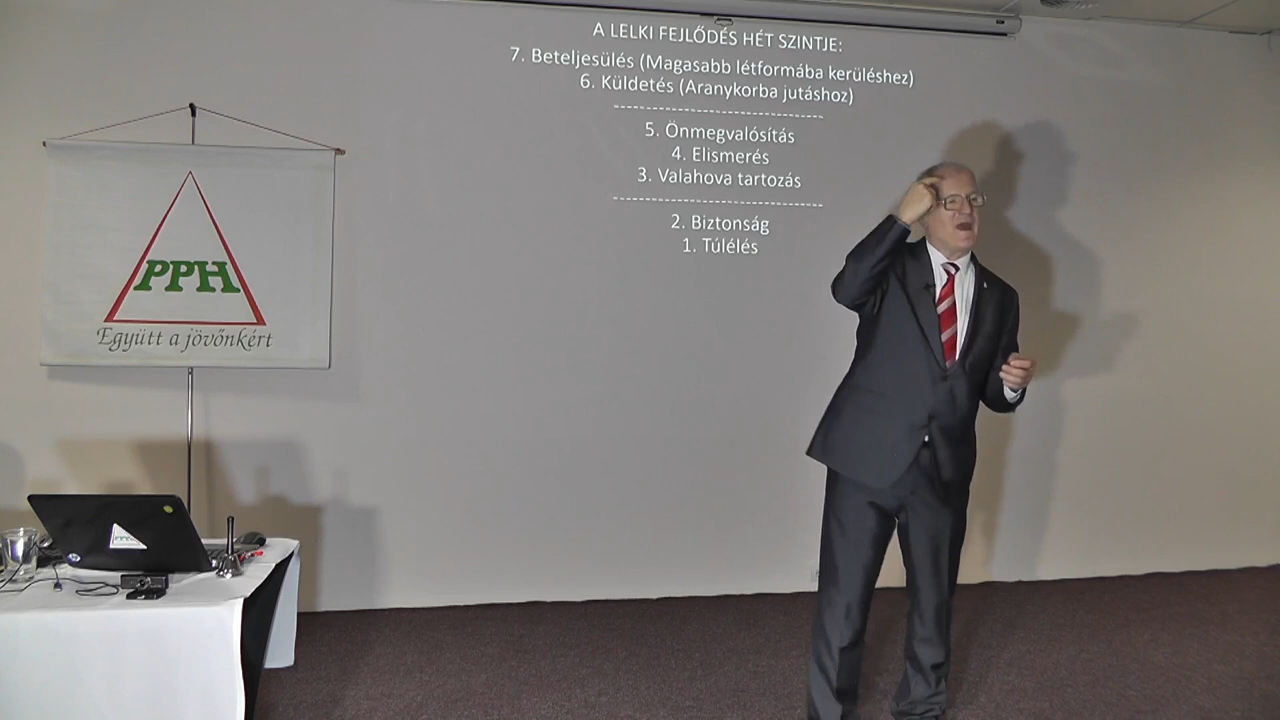 A LELKI FEJLŐDÉS HÉT SZINTJE:
7. Beteljesülés (Magasabb létformába kerüléshez)
6. Küldetés (Aranykorba jutáshoz)
--------------------------------
5. Önmegvalósítás
4. Elismerés
3. Valahova tartozás
--------------------------------
2. Biztonság
1. Túlélés
PPH
Együtt a jövőnkért